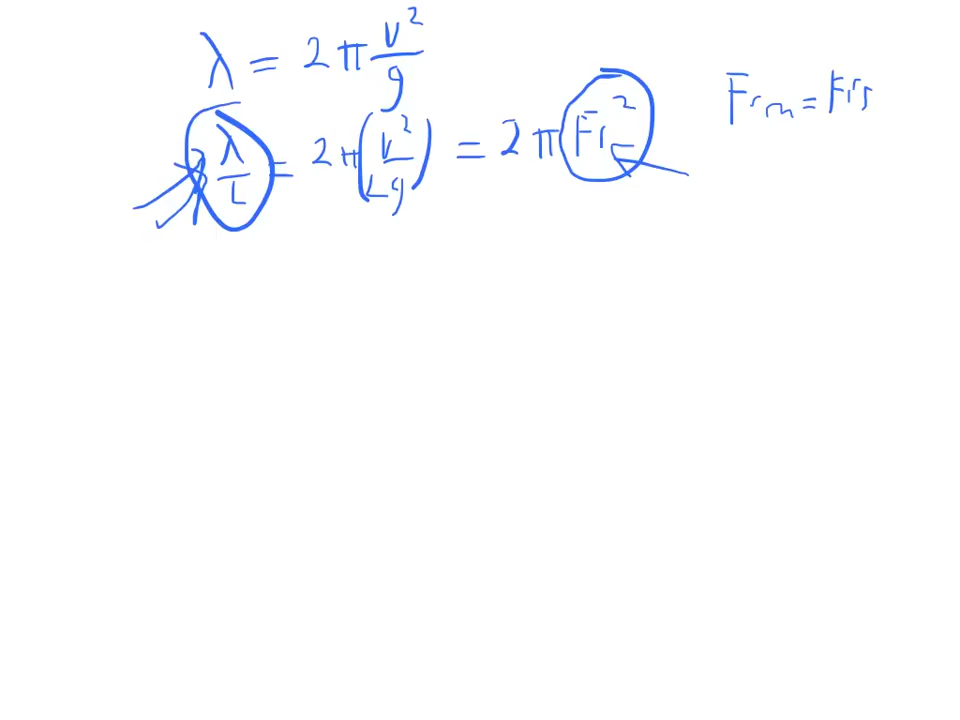 λ = 2π v²/g
λ/L = 2π(v²/Lg) = 2π Fr²
Frm = Frs